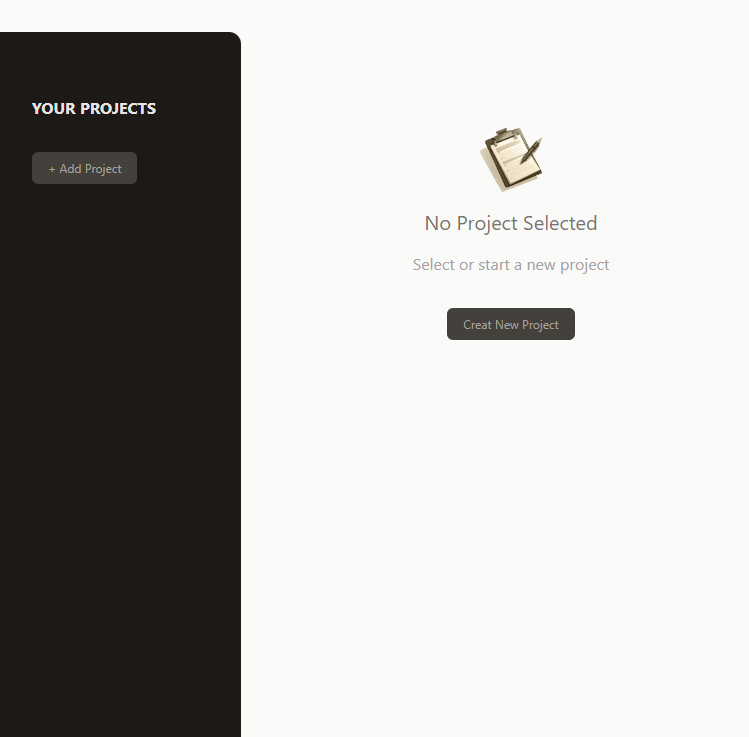 YOUR PROJECTS
+ Add Project
No Project Selected
Select or start a new project
Creat New Project